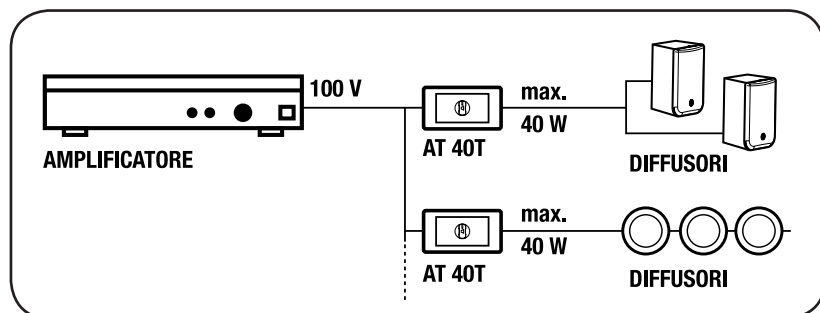 100 V
max.
40 W
AT 40T
AMPLIFICATORE
DIFFUSORI
max.
40 W
AT 40T
DIFFUSORI